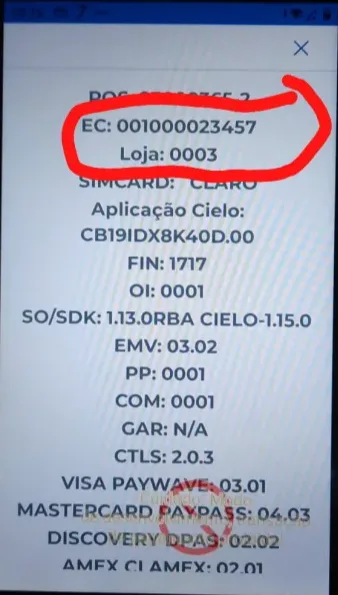 EC: 001000023457
Loja: 0003
SIMCARD: CLARO
Aplicação Cielo:
CB19IDX8K40D.00
FIN: 1717
OI: 0001
SO/SDK: 1.13.0RBA CIELO-1.15.0
EMV: 03.02
PP: 0001
COM: 0001
GAR: N/A
CTLS: 2.0.3
VISA PAYWAVE: 03.01
MASTERCARD PAYPASS: 04.03
DISCOVERY DPAS: 02.02
AMEX CLAMEX: 02.01